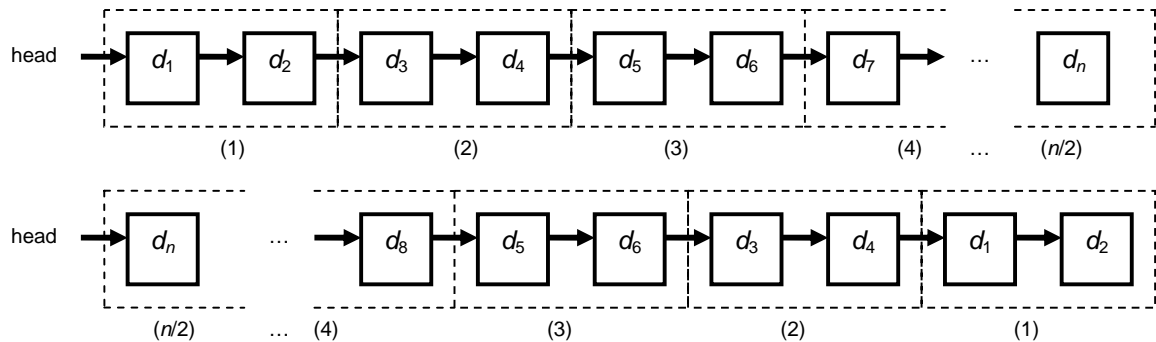 head d1 d2 d3 d4 d5 d6 d7 … dn
(1) (2) (3) (4) … (n/2)
head dn … d8 d5 d6 d3 d4 d1 d2
(n/2) … (4) (3) (2) (1)